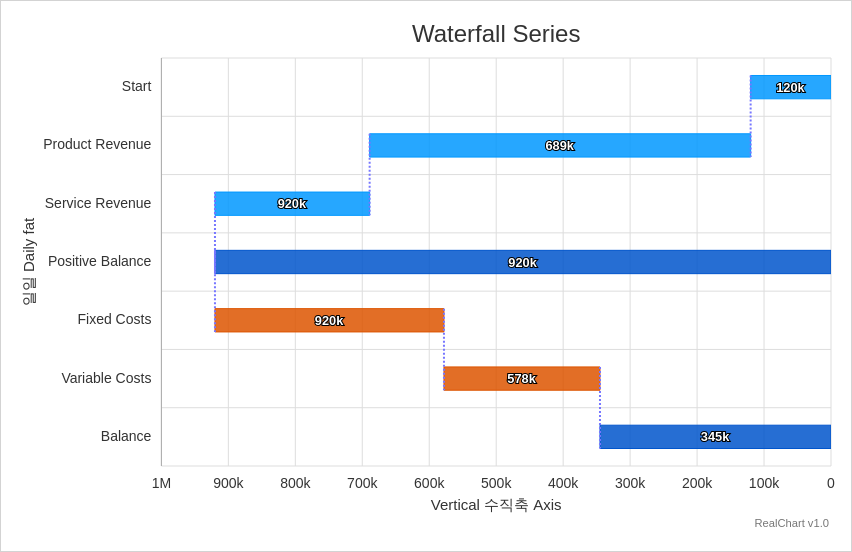 Waterfall Series
Start
120k
Product Revenue
689k
Service Revenue
920k
Positive Balance
920k
Fixed Costs
920k
Variable Costs
578k
Balance
345k
일일 Daily fat
1M 900k 800k 700k 600k 500k 400k 300k 200k 100k 0
Vertical 수직축 Axis
RealChart v1.0